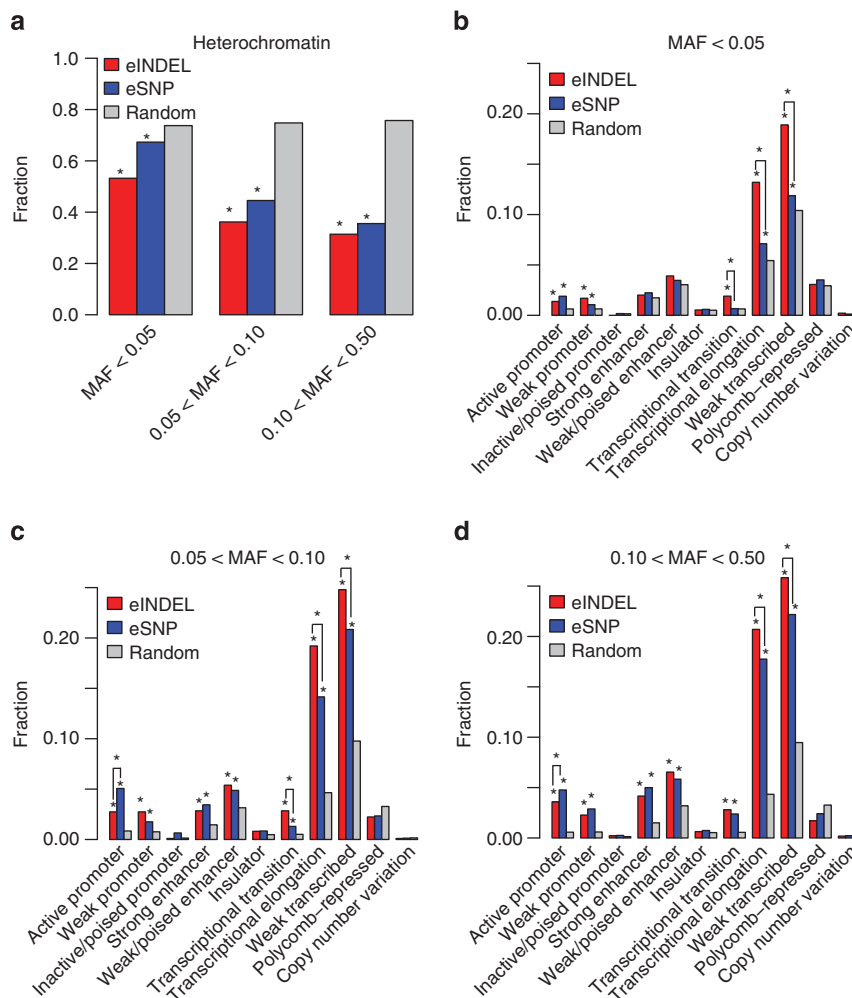 a
Heterochromatin
eINDEL
eSNP
Random
1.0
0.8
0.6
0.4
0.2
0.0
Fraction
* * * * * *
MAF < 0.05
0.05 < MAF < 0.10
0.10 < MAF < 0.50
b
MAF < 0.05
eINDEL
eSNP
Random
0.20
0.10
0.00
Fraction
Active promoter
Weak promoter
Inactive/poised promoter
Strong enhancer
Weak/poised enhancer
Insulator
Transcriptional transition
Transcriptional elongation
Weak transcribed
Polycomb–repressed
Copy number variation
c
0.05 < MAF < 0.10
eINDEL
eSNP
Random
0.20
0.10
0.00
Fraction
Active promoter
Weak promoter
Inactive/poised promoter
Strong enhancer
Weak/poised enhancer
Insulator
Transcriptional transition
Transcriptional elongation
Weak transcribed
Polycomb–repressed
Copy number variation
d
0.10 < MAF < 0.50
eINDEL
eSNP
Random
0.20
0.10
0.00
Fraction
Active promoter
Weak promoter
Inactive/poised promoter
Strong enhancer
Weak/poised enhancer
Insulator
Transcriptional transition
Transcriptional elongation
Weak transcribed
Polycomb–repressed
Copy number variation